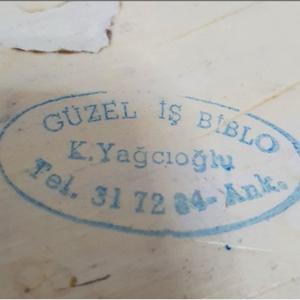 GÜZEL İŞ BİBLO
K.Yağcıoğlu
Tel. 31 72 84- Ank.